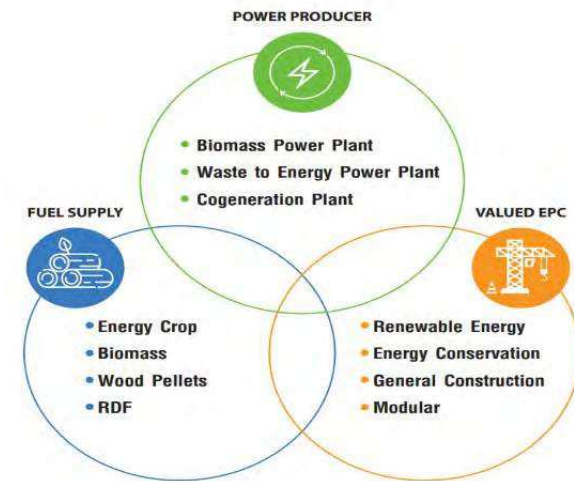 POWER PRODUCER
• Biomass Power Plant
• Waste to Energy Power Plant
• Cogeneration Plant
FUEL SUPPLY
• Energy Crop
• Biomass
• Wood Pellets
• RDF
VALUED EPC
• Renewable Energy
• Energy Conservation
• General Construction
• Modular